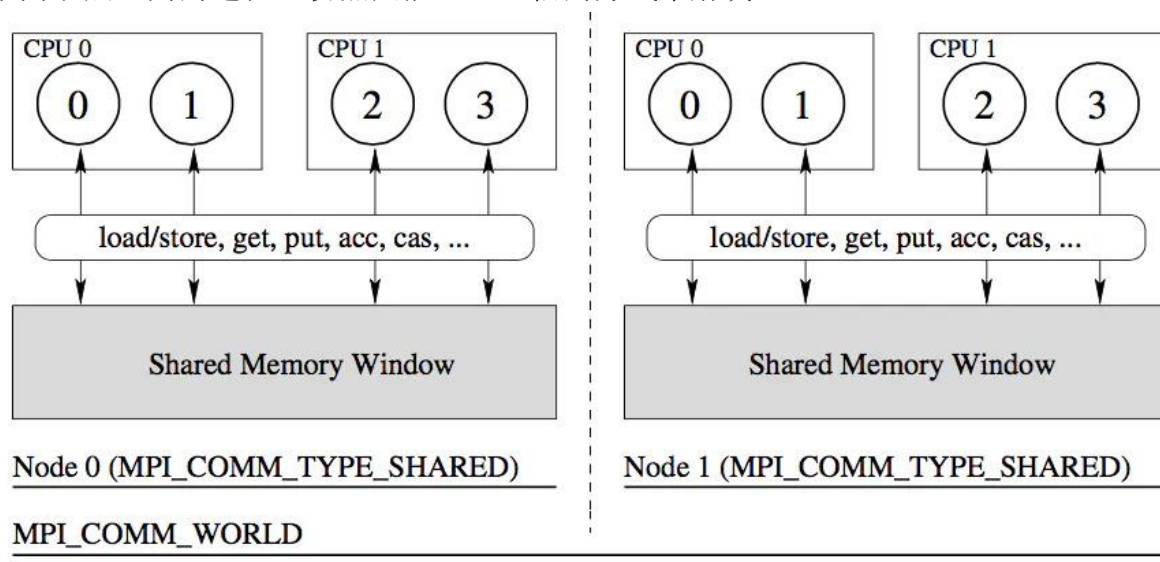 CPU 0
CPU 1
0
1
2
3
load/store, get, put, acc, cas, ...
Shared Memory Window
Node 0 (MPI_COMM_TYPE_SHARED)
CPU 0
CPU 1
0
1
2
3
load/store, get, put, acc, cas, ...
Shared Memory Window
Node 1 (MPI_COMM_TYPE_SHARED)
MPI_COMM_WORLD